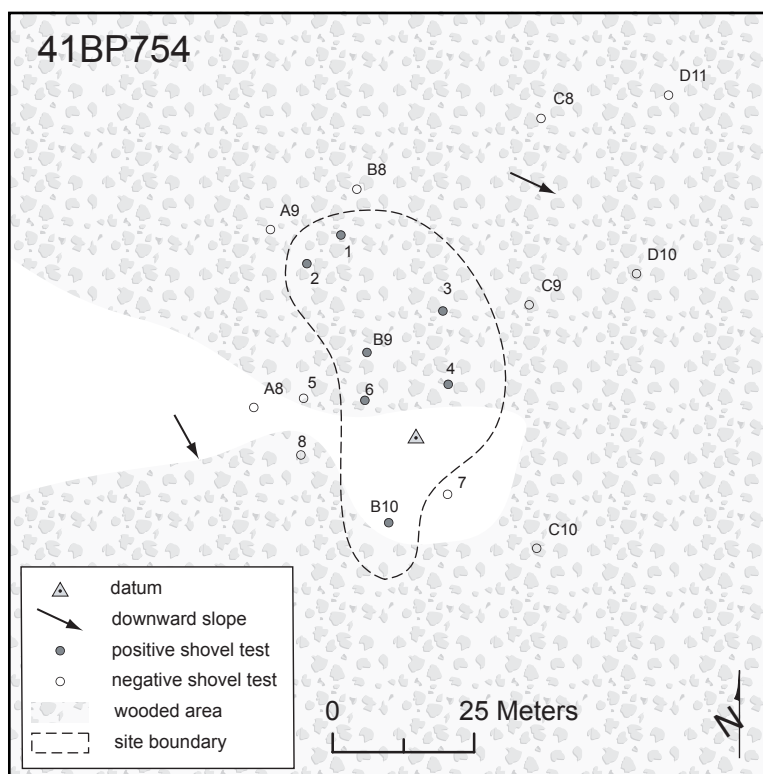 41BP754
D11
C8
B8
A9
1
2
D10
3
C9
B9
4
5
A8
6
8
7
B10
C10
datum
downward slope
positive shovel test
negative shovel test
wooded area
site boundary
0 25 Meters
N